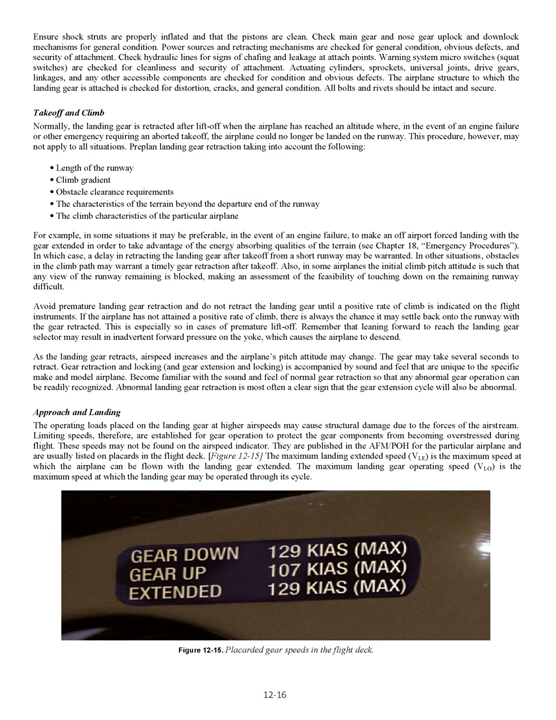 Ensure shock struts are properly inflated and that the pistons are clean. Check main gear and nose gear uplock and downlock
mechanisms for general condition. Power sources and retracting mechanisms are checked for general condition, obvious defects, and
security of attachment. Check hydraulic lines for signs of chafing and leakage at attach points. Warning system micro switches (squat
switches) are checked for cleanliness and security of attachment. Actuating cylinders, sprockets, universal joints, drive gears,
linkages, and any other accessible components are checked for condition and obvious defects. The airplane structure to which the
landing gear is attached is checked for distortion, cracks, and general condition. All bolts and rivets should be intact and secure.
Takeoff and Climb
Normally, the landing gear is retracted after lift-off when the airplane has reached an altitude where, in the event of an engine failure
or other emergency requiring an aborted takeoff, the airplane could no longer be landed on the runway. This procedure, however, may
not apply to all situations. Preplan landing gear retraction taking into account the following:
• Length of the runway
• Climb gradient
• Obstacle clearance requirements
• The characteristics of the terrain beyond the departure end of the runway
• The climb characteristics of the particular airplane
For example, in some situations it may be preferable, in the event of an engine failure, to make an off airport forced landing with the
gear extended in order to take advantage of the energy absorbing qualities of the terrain (see Chapter 18, “Emergency Procedures”).
In which case, a delay in retracting the landing gear after takeoff from a short runway may be warranted. In other situations, obstacles
in the climb path may warrant a timely gear retraction after takeoff. Also, in some airplanes the initial climb pitch attitude is such that
any view of the runway remaining is blocked, making an assessment of the feasibility of touching down on the remaining runway
difficult.
Avoid premature landing gear retraction and do not retract the landing gear until a positive rate of climb is indicated on the flight
instruments. If the airplane has not attained a positive rate of climb, there is always the chance it may settle back onto the runway with
the gear retracted. This is especially so in cases of premature lift-off. Remember that leaning forward to reach the landing gear
selector may result in inadvertent forward pressure on the yoke, which causes the airplane to descend.
As the landing gear retracts, airspeed increases and the airplane’s pitch attitude may change. The gear may take several seconds to
retract. Gear retraction and locking (and gear extension and locking) is accompanied by sound and feel that are unique to the specific
make and model airplane. Become familiar with the sound and feel of normal gear retraction so that any abnormal gear operation can
be readily recognized. Abnormal landing gear retraction is most often a clear sign that the gear extension cycle will also be abnormal.
Approach and Landing
The operating loads placed on the landing gear at higher airspeeds may cause structural damage due to the forces of the airstream.
Limiting speeds, therefore, are established for gear operation to protect the gear components from becoming overstressed during
flight. These speeds may not be found on the airspeed indicator. They are published in the AFM/POH for the particular airplane and
are usually listed on placards in the flight deck. [Figure 12-15] The maximum landing extended speed (VLE) is the maximum speed at
which the airplane can be flown with the landing gear extended. The maximum landing gear operating speed (VLO) is the
maximum speed at which the landing gear may be operated through its cycle.
GEAR DOWN 129 KIAS (MAX)
GEAR UP 107 KIAS (MAX)
EXTENDED 129 KIAS (MAX)
Figure 12-15. Placarded gear speeds in the flight deck.
12-16